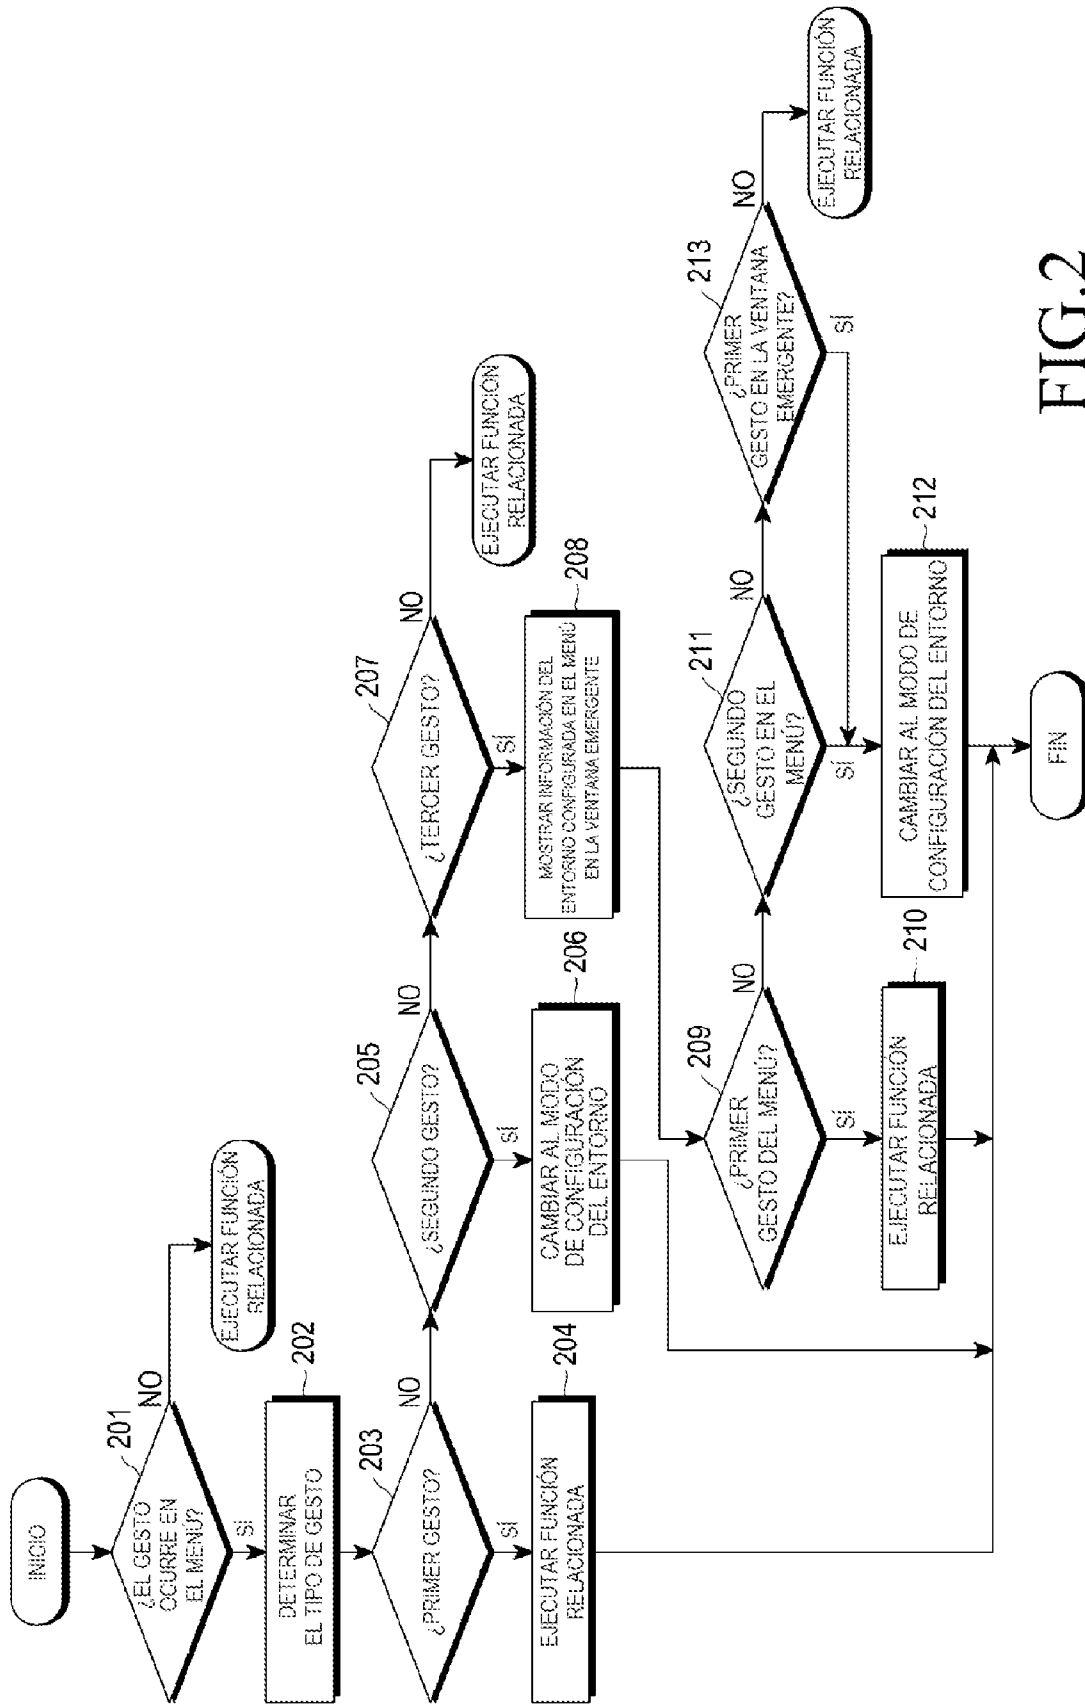 INICIO
¿EL GESTO
OCURRE EN
EL MENÚ?
201
NO
EJECUTAR FUNCIÓN
RELACIONADA
SÍ
DETERMINAR
EL TIPO DE GESTO
202
¿PRIMER GESTO?
203
NO
SÍ
EJECUTAR FUNCIÓN
RELACIONADA
204
¿SEGUNDO GESTO?
205
NO
SÍ
CAMBIAR AL MODO
DE CONFIGURACIÓN
DEL ENTORNO
206
¿TERCER GESTO?
207
NO
EJECUTAR FUNCIÓN
RELACIONADA
SÍ
MOSTRAR INFORMACIÓN DEL
ENTORNO CONFIGURADA EN EL MENÚ
EN LA VENTANA EMERGENTE
208
¿PRIMER
GESTO DEL MENÚ?
209
NO
SÍ
EJECUTAR FUNCIÓN
RELACIONADA
210
¿SEGUNDO
GESTO EN EL
MENÚ?
211
NO
SÍ
CAMBIAR AL MODO DE
CONFIGURACIÓN DEL ENTORNO
212
¿PRIMER
GESTO EN LA VENTANA
EMERGENTE?
213
NO
SÍ
EJECUTAR FUNCIÓN
RELACIONADA
FIN
FIG.2